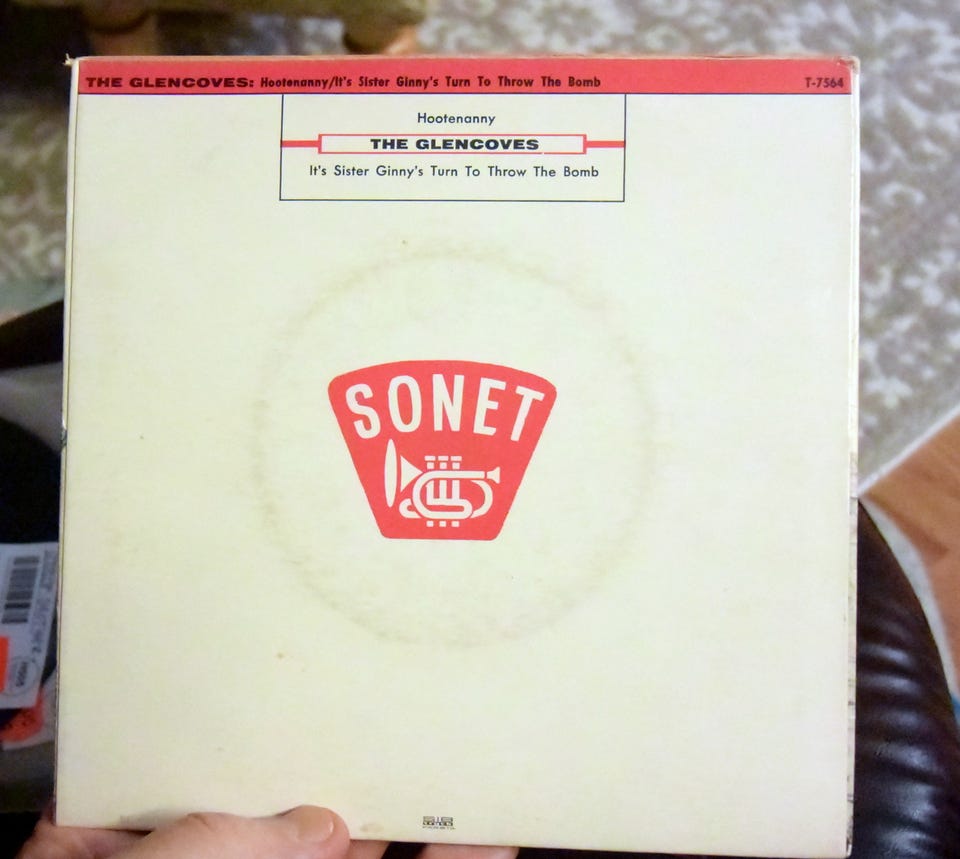 THE GLENCOVES: Hootenanny/It's Sister Ginny's Turn To Throw The Bomb T-7564
Hootenanny
THE GLENCOVES
It's Sister Ginny's Turn To Throw The Bomb
SONET